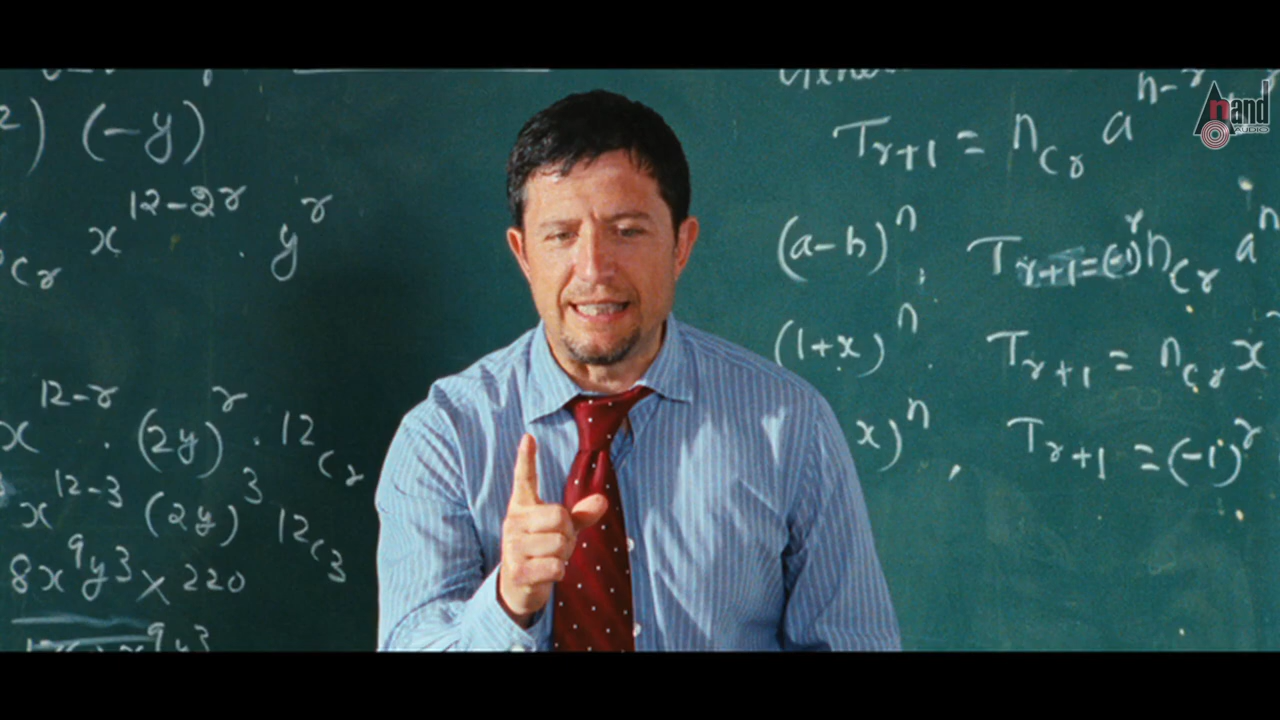 (-y)
Cr x^12-2r . y^r
x^12-r . (2y)^r . 12Cr
x^12-3 (2y)^3 12C3
8x^9y^3 × 220
Tr+1 = nCr a^n-r
(a-b)^n , Tr+1=(-1)^r nCr a^n
(1+x)^n . Tr+1 = nCr x
x)^n , Tr+1 = (-1)^r
Anand
AUDIO